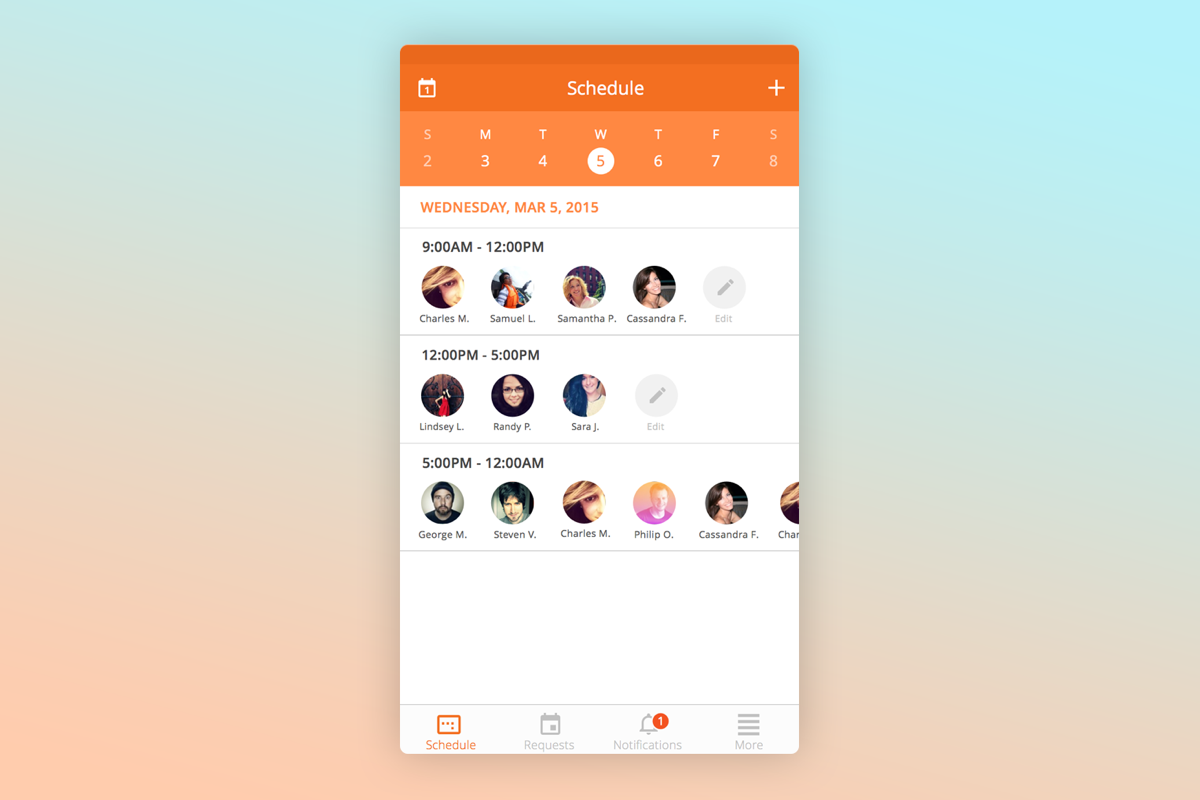 1 Schedule +
S M T W T F S
2 3 4 5 6 7 8
WEDNESDAY, MAR 5, 2015
9:00AM - 12:00PM
Charles M. Samuel L. Samantha P. Cassandra F. Edit
12:00PM - 5:00PM
Lindsey L. Randy P. Sara J. Edit
5:00PM - 12:00AM
George M. Steven V. Charles M. Philip O. Cassandra F. Char
1
Schedule Requests Notifications More